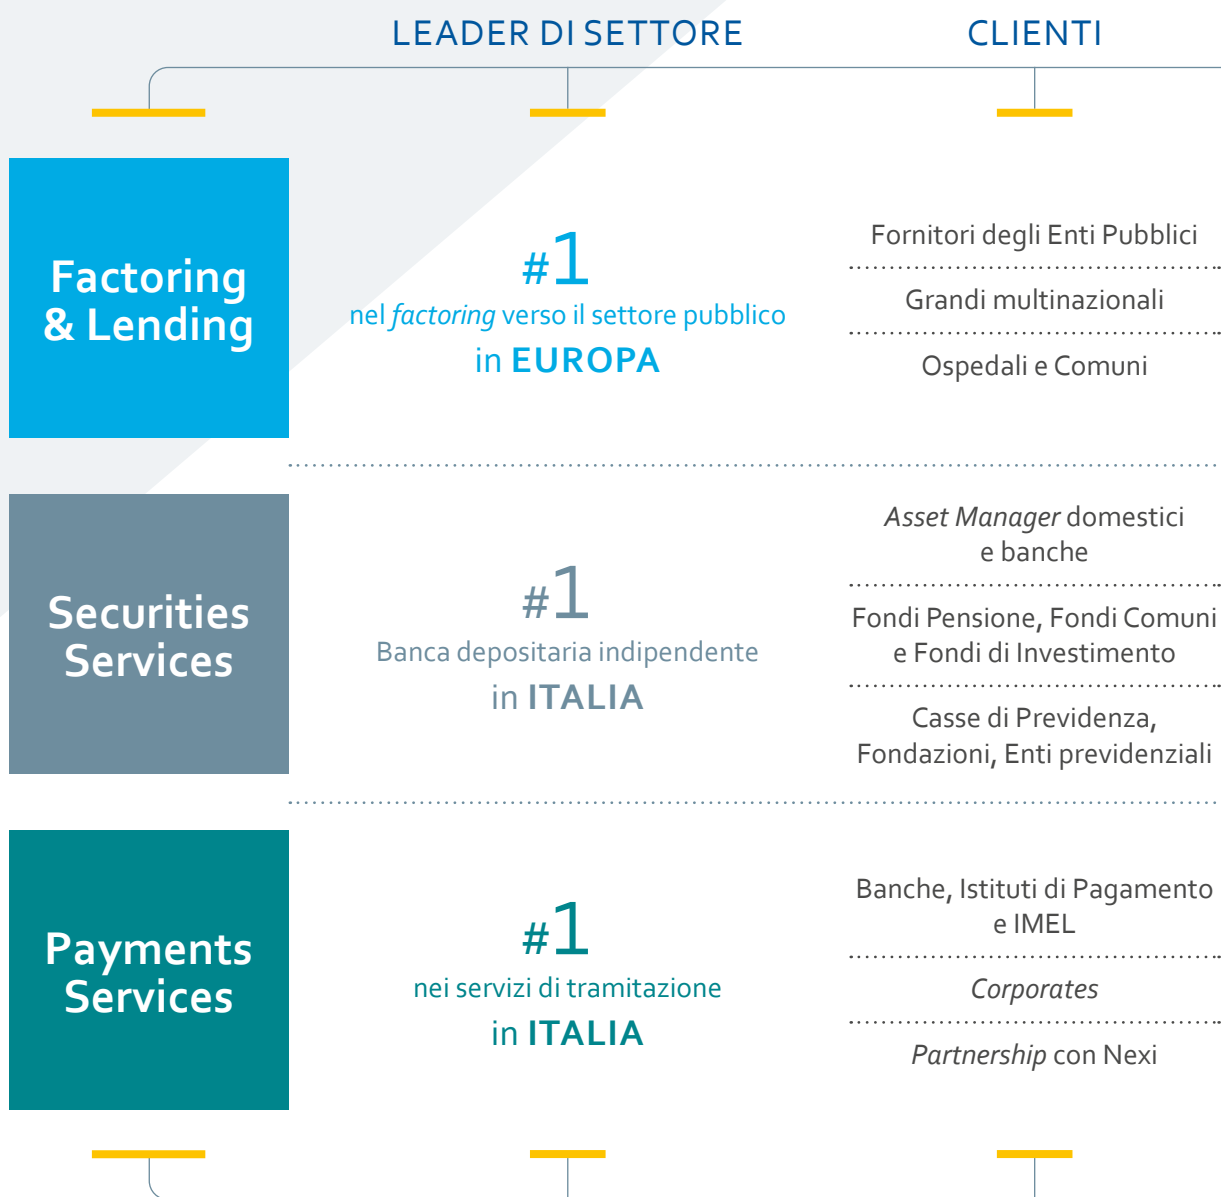 LEADER DI SETTORE
CLIENTI
Factoring
& Lending
#1
nel factoring verso il settore pubblico
in EUROPA
Fornitori degli Enti Pubblici
Grandi multinazionali
Ospedali e Comuni
Securities
Services
#1
Banca depositaria indipendente
in ITALIA
Asset Manager domestici
e banche
Fondi Pensione, Fondi Comuni
e Fondi di Investimento
Casse di Previdenza,
Fondazioni, Enti previdenziali
Payments
Services
#1
nei servizi di tramitazione
in ITALIA
Banche, Istituti di Pagamento
e IMEL
Corporates
Partnership con Nexi